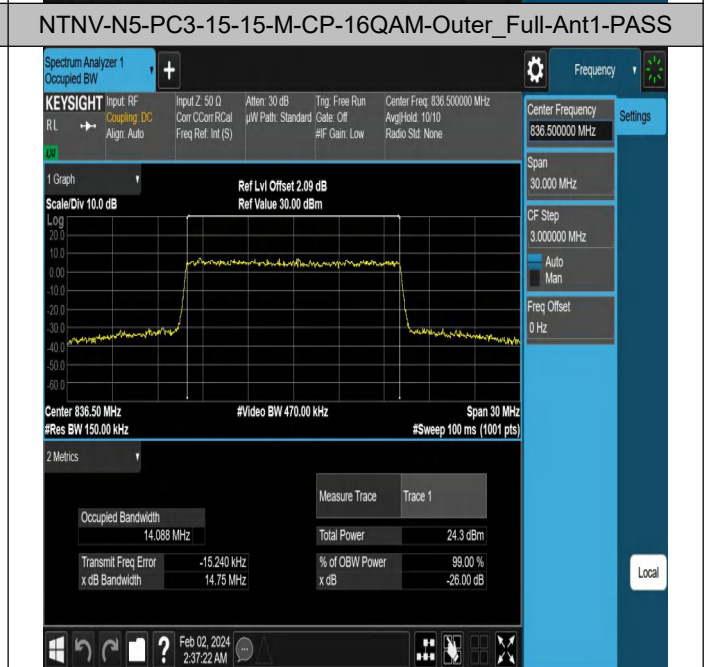 NTNV-N5-PC3-15-15-M-CP-16QAM-Outer_Full-Ant1-PASS
Spectrum Analyzer 1
Occupied BW
+
Frequency
KEYSIGHT Input: RF Input Z: 50 Ω Atten: 30 dB Trig: Free Run Center Freq: 836.500000 MHz
RL Coupling: DC Corr CCorr RCal µW Path: Standard Gate: Off Avg|Hold: 10/10
Align: Auto Freq Ref: Int (S) #IF Gain: Low Radio Std: None
Center Frequency
836.500000 MHz
Settings
Span
30.000 MHz
CF Step
3.000000 MHz
Auto
Man
Freq Offset
0 Hz
1 Graph
Ref Lvl Offset 2.09 dB
Scale/Div 10.0 dB Ref Value 30.00 dBm
Log
20.0
10.0
0.00
-10.0
-20.0
-30.0
-40.0
-50.0
-60.0
Center 836.50 MHz #Video BW 470.00 kHz Span 30 MHz
#Res BW 150.00 kHz #Sweep 100 ms (1001 pts)
2 Metrics
Measure Trace Trace 1
Occupied Bandwidth
14.088 MHz Total Power 24.3 dBm
Transmit Freq Error -15.240 kHz % of OBW Power 99.00 %
x dB Bandwidth 14.75 MHz x dB -26.00 dB
Local
? Feb 02, 2024
2:37:22 AM